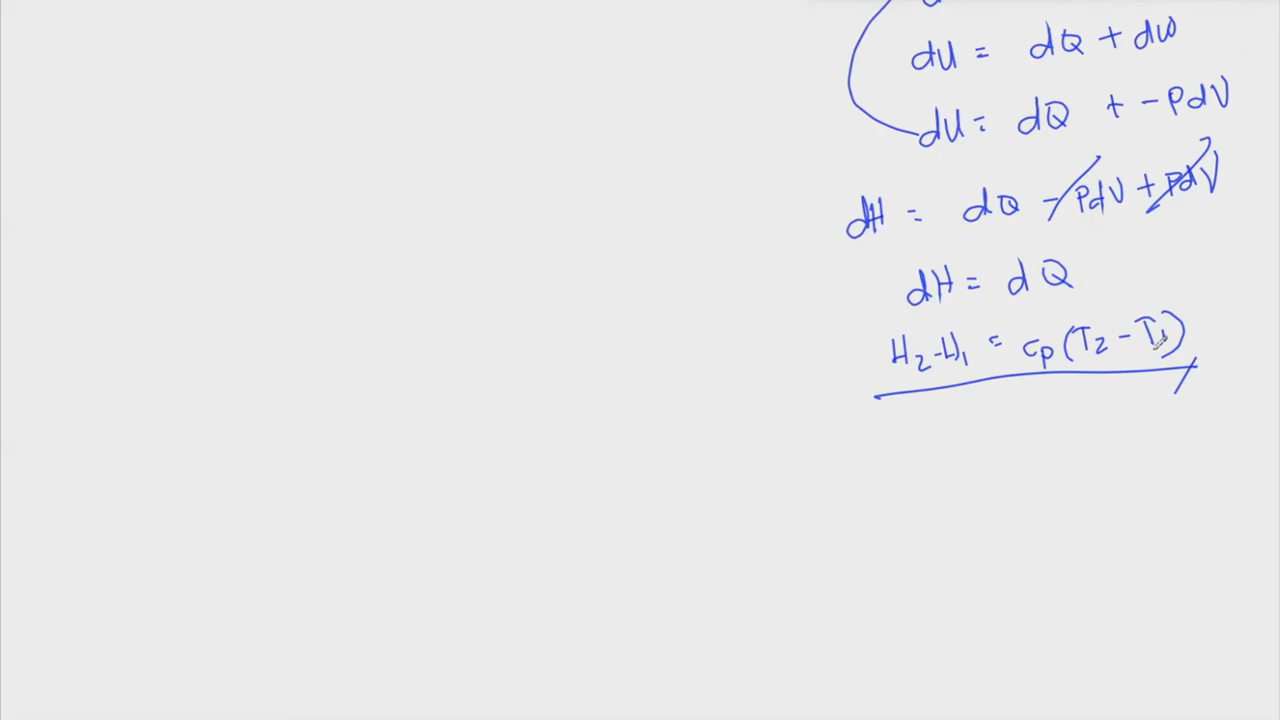 dU = dQ + dw
dU = dQ + -PdV
dH = dQ - PdV + PdV
dH = dQ
H₂-H₁ = Cp(T₂ - T₁)